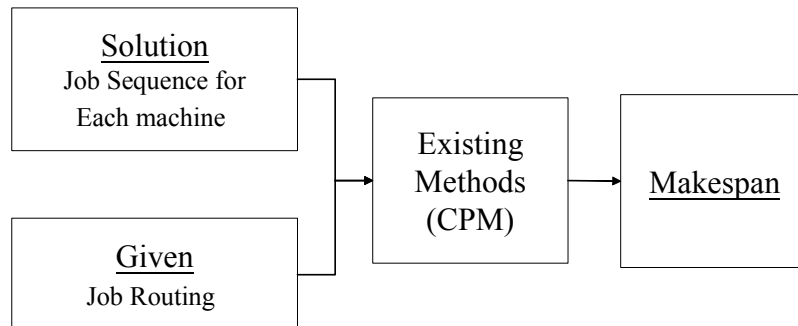 Solution
Job Sequence for
Each machine
Given
Job Routing
Existing
Methods
(CPM)
Makespan